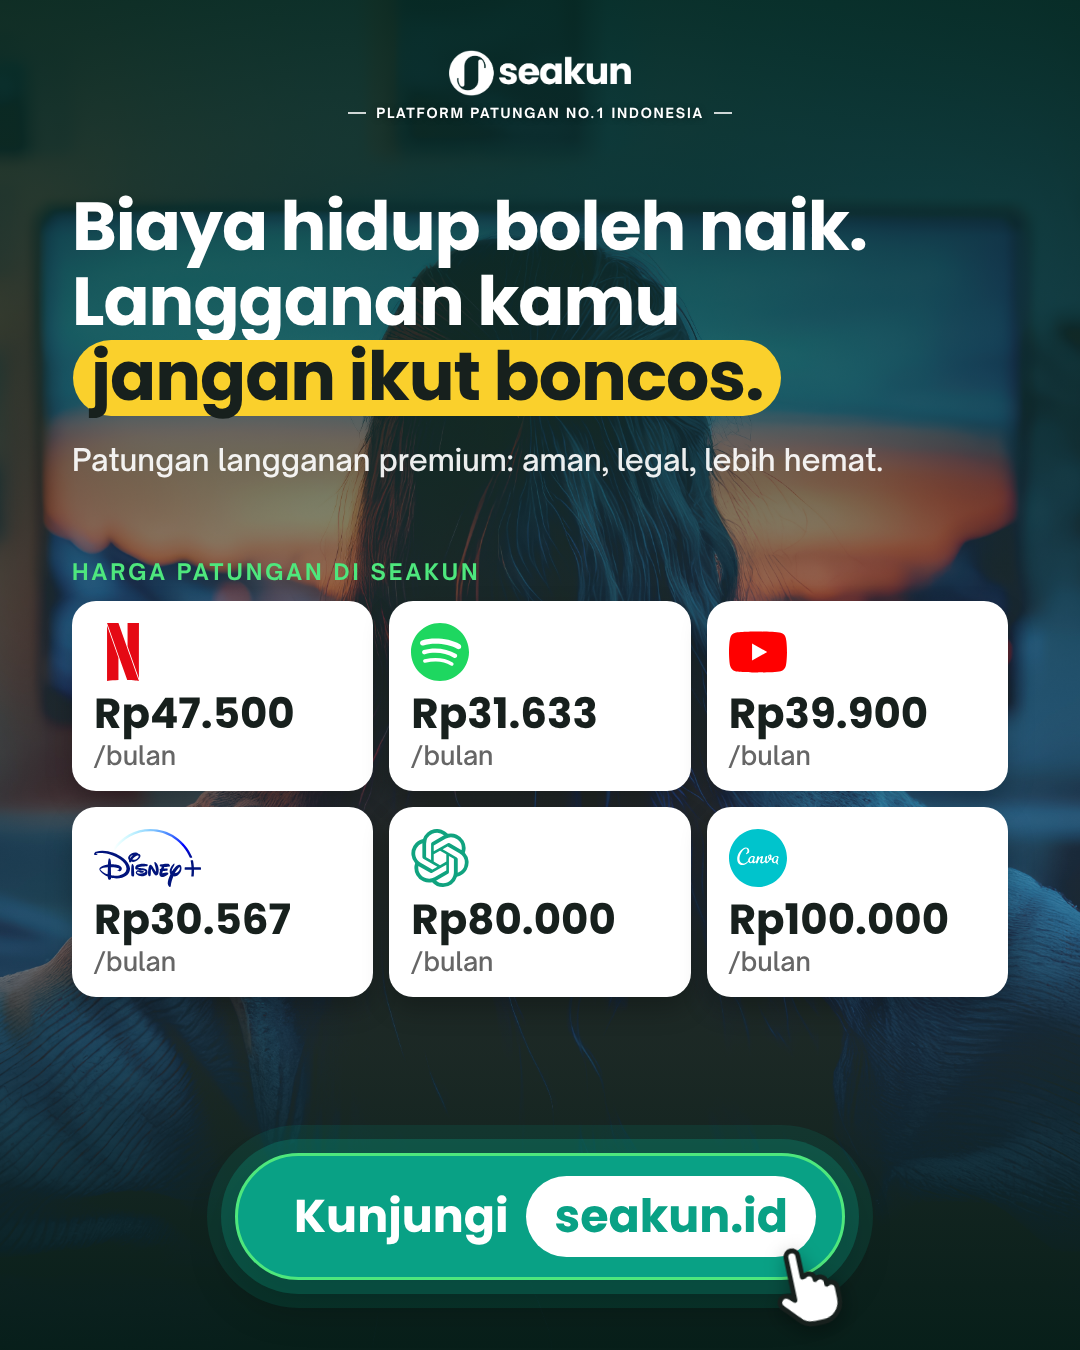 seakun
PLATFORM PATUNGAN NO.1 INDONESIA
Biaya hidup boleh naik.
Langganan kamu
jangan ikut boncos.
Patungan langganan premium: aman, legal, lebih hemat.
HARGA PATUNGAN DI SEAKUN
Rp47.500
/bulan
Rp31.633
/bulan
Rp39.900
/bulan
Disney+
Rp30.567
/bulan
Rp80.000
/bulan
Canva
Rp100.000
/bulan
Kunjungi seakun.id